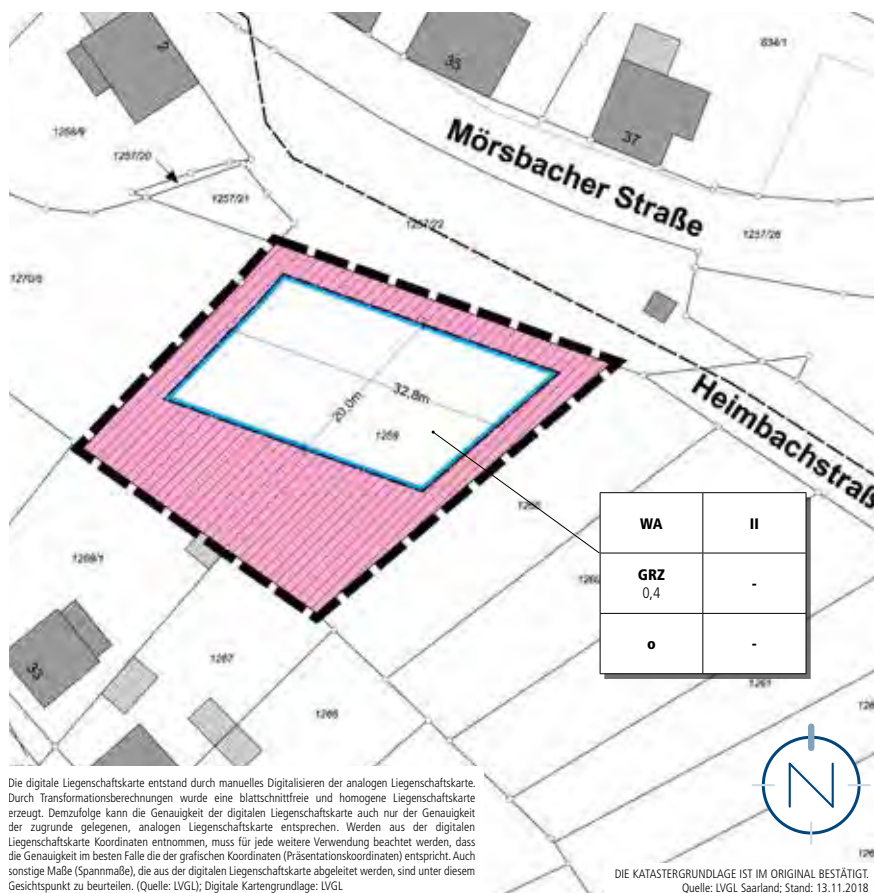 2
35
634/1
1258/9
Mörsbacher Straße
37
1257/20
1257/21
1257/22
1257/26
1270/5
32,8m
20,0m
Heimbachstraß
WA II
GRZ -
0,4
o -
1269/1
33
1267
1266
1261
Die digitale Liegenschaftskarte entstand durch manuelles Digitalisieren der analogen Liegenschaftskarte.
Durch Transformationsberechnungen wurde eine blattschnittfreie und homogene Liegenschaftskarte
erzeugt. Demzufolge kann die Genauigkeit der digitalen Liegenschaftskarte auch nur der Genauigkeit
der zugrunde gelegenen, analogen Liegenschaftskarte entsprechen. Werden aus der digitalen
Liegenschaftskarte Koordinaten entnommen, muss für jede weitere Verwendung beachtet werden, dass
die Genauigkeit im besten Falle die der grafischen Koordinaten (Präsentationskoordinaten) entspricht. Auch
sonstige Maße (Spannmaße), die aus der digitalen Liegenschaftskarte abgeleitet werden, sind unter diesem
Gesichtspunkt zu beurteilen. (Quelle: LVGL); Digitale Kartengrundlage: LVGL
N
DIE KATASTERGRUNDLAGE IST IM ORIGINAL BESTÄTIGT.
Quelle: LVGL Saarland; Stand: 13.11.2018